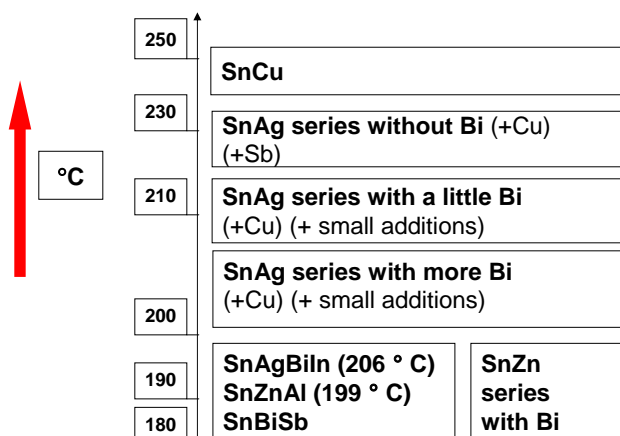 250
SnCu
230
SnAg series without Bi (+Cu)
(+Sb)
°C
210
SnAg series with a little Bi
(+Cu) (+ small additions)
SnAg series with more Bi
(+Cu) (+ small additions)
200
SnAgBiIn (206 ° C)
SnZnAl (199 ° C)
SnBiSb
SnZn
series
with Bi
190
180